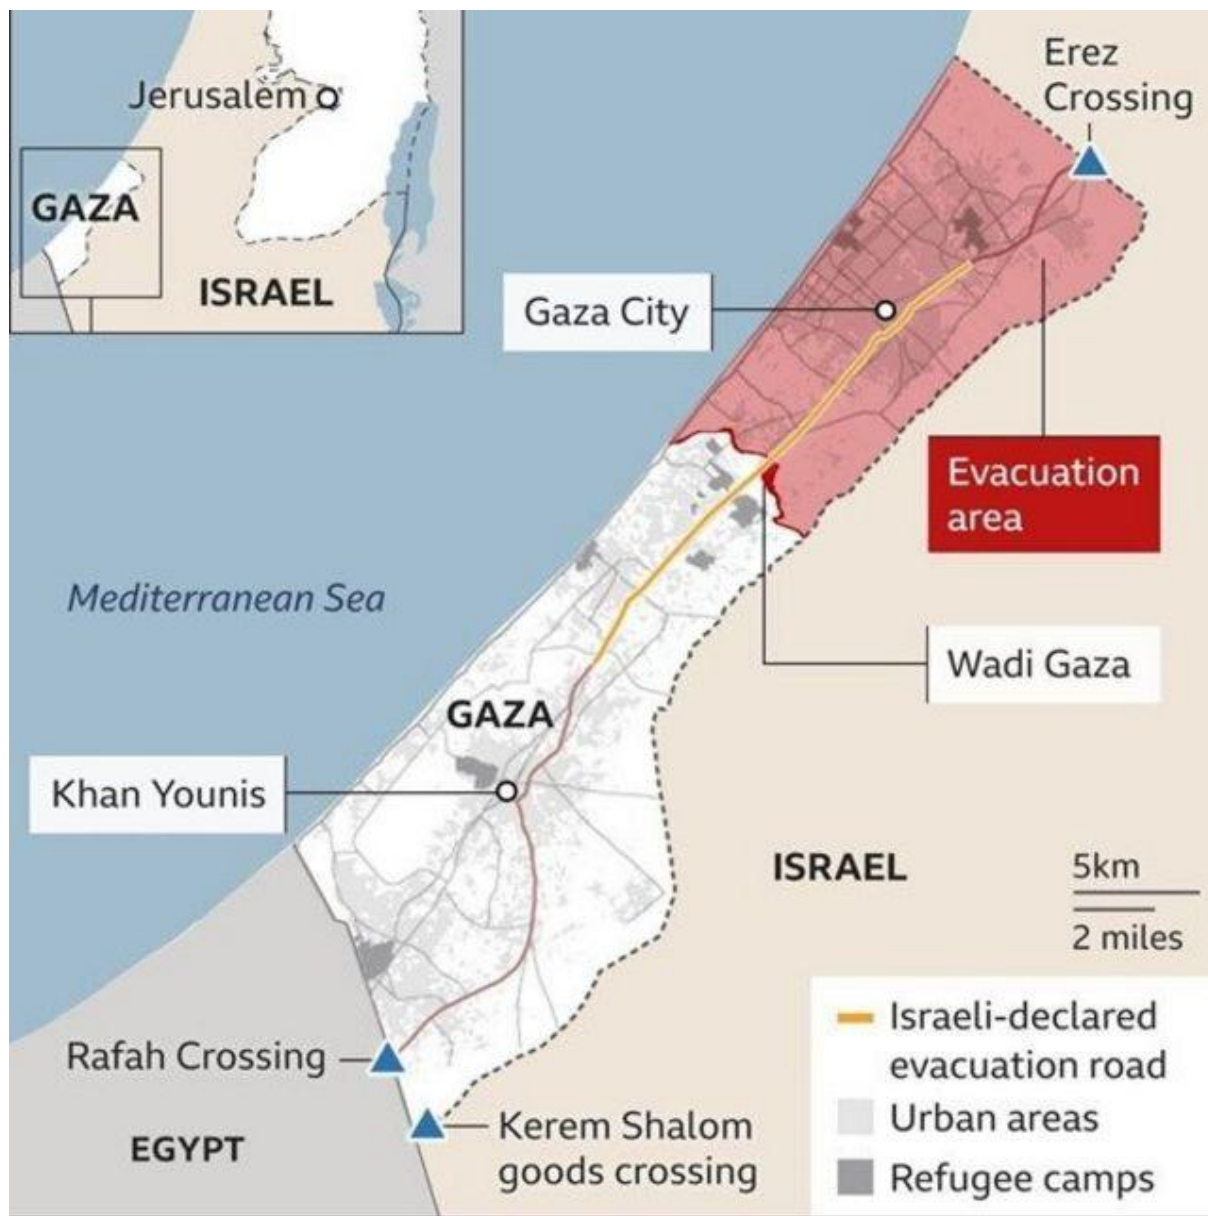 Jerusalem
GAZA
ISRAEL
Erez
Crossing
Gaza City
Evacuation
area
Mediterranean Sea
Wadi Gaza
GAZA
Khan Younis
ISRAEL
5km
2 miles
Rafah Crossing
EGYPT
Kerem Shalom
goods crossing
Israeli-declared
evacuation road
Urban areas
Refugee camps